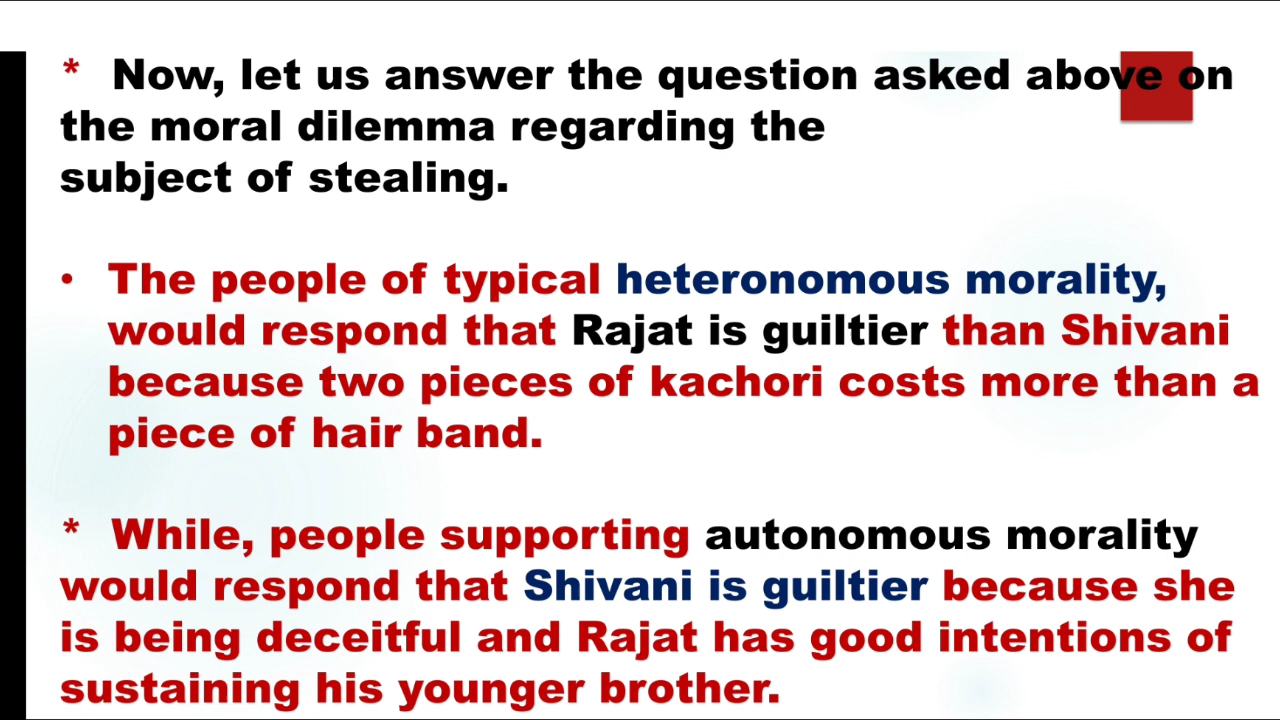 * Now, let us answer the question asked above on
the moral dilemma regarding the
subject of stealing.
• The people of typical heteronomous morality,
would respond that Rajat is guiltier than Shivani
because two pieces of kachori costs more than a
piece of hair band.
* While, people supporting autonomous morality
would respond that Shivani is guiltier because she
is being deceitful and Rajat has good intentions of
sustaining his younger brother.